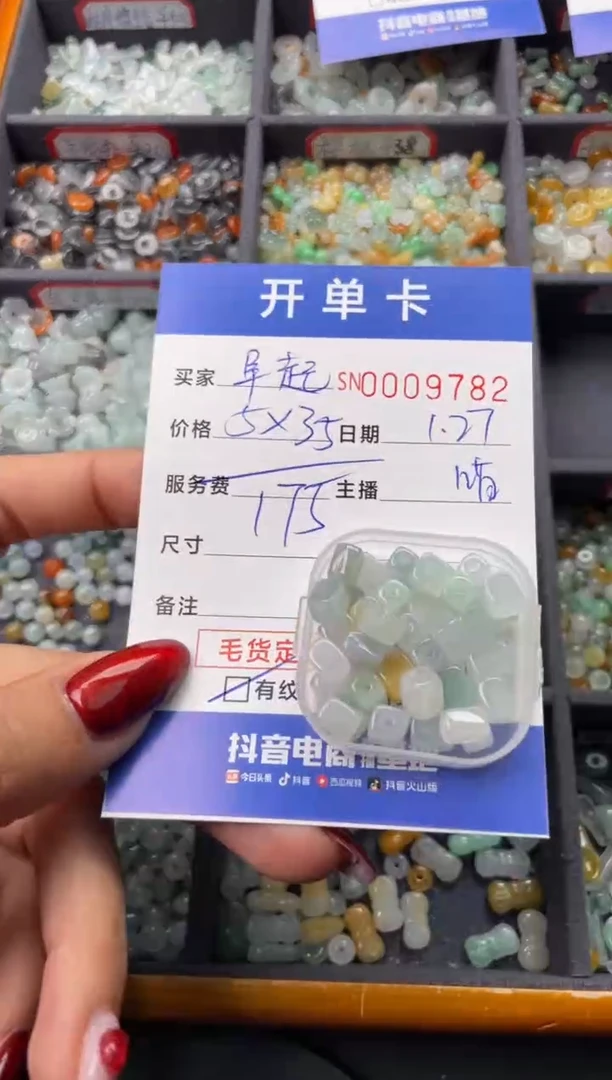 抖音电商
开单卡
买家 早起 SN0009782
价格 5X35 日期 1.27
服务费 175 主播 晴
尺寸
备注
毛货定
有纹
抖音电商
今日头条 抖音 西瓜视频 抖音火山版